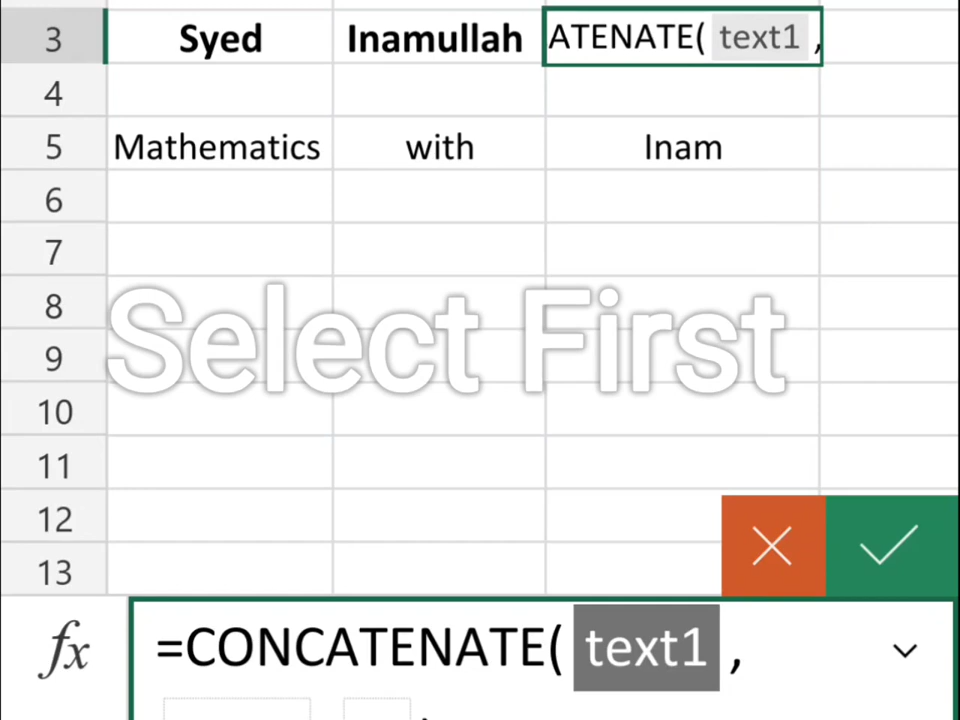 3 Syed Inamullah ATENATE( text1 ,
4
5 Mathematics with Inam
6
7
8
Select First
9
10
11
12
13
fx =CONCATENATE( text1 ,